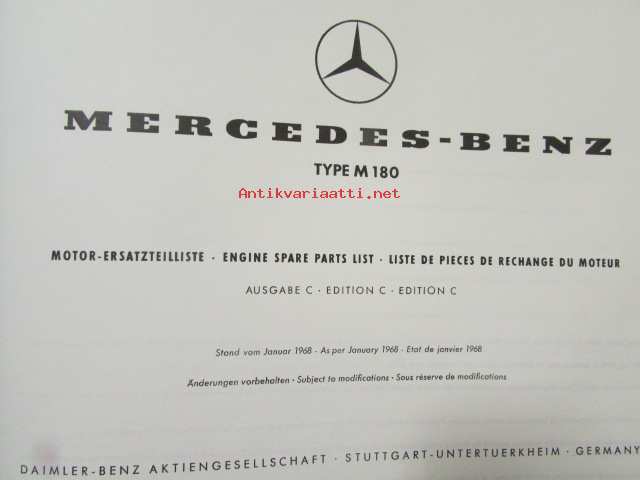 MERCEDES-BENZ
TYPE M 180
Antikvariaatti.net
MOTOR-ERSATZTEILLISTE · ENGINE SPARE PARTS LIST · LISTE DE PIECES DE RECHANGE DU MOTEUR
AUSGABE C · EDITION C · EDITION C
Stand vom Januar 1968 - As per January 1968 - Etat de janvier 1968
Änderungen vorbehalten · Subject to modifications · Sous réserve de modifications
DAIMLER-BENZ AKTIENGESELLSCHAFT · STUTTGART-UNTERTUERKHEIM · GERMANY